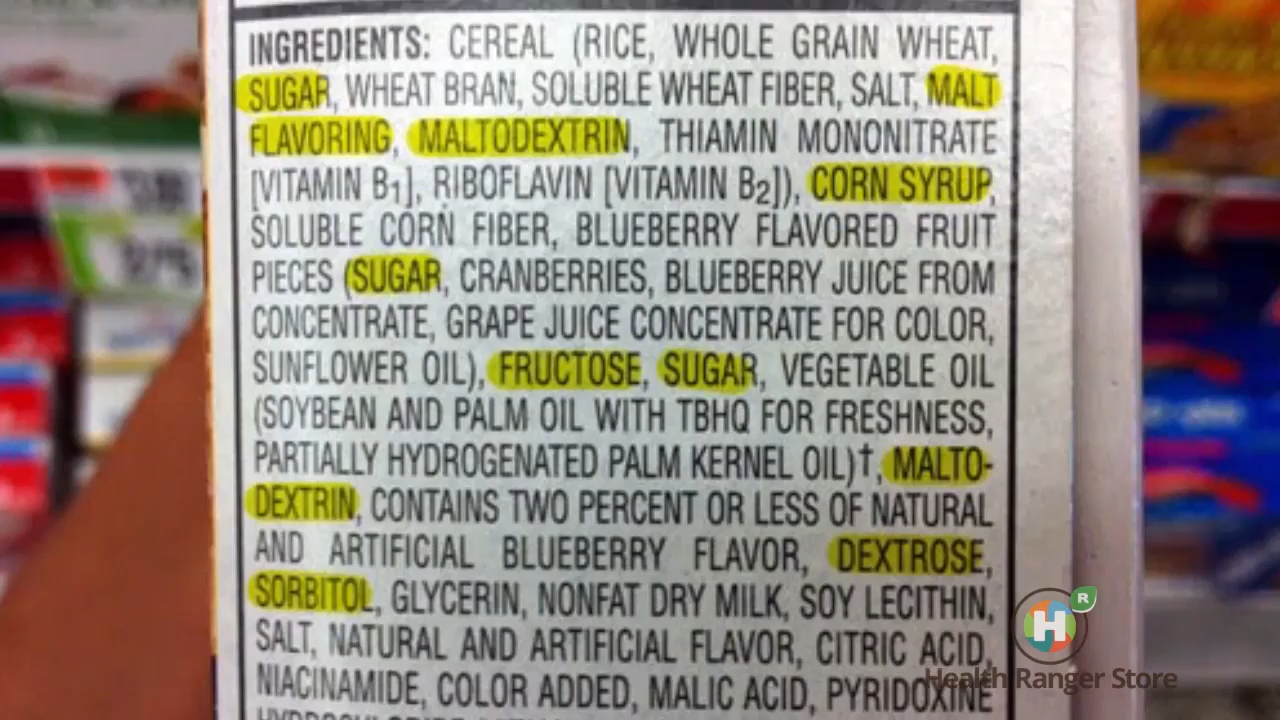 INGREDIENTS: CEREAL (RICE, WHOLE GRAIN WHEAT,
SUGAR, WHEAT BRAN, SOLUBLE WHEAT FIBER, SALT, MALT
FLAVORING, MALTODEXTRIN, THIAMIN MONONITRATE
[VITAMIN B1], RIBOFLAVIN [VITAMIN B2]), CORN SYRUP,
SOLUBLE CORN FIBER, BLUEBERRY FLAVORED FRUIT
PIECES (SUGAR, CRANBERRIES, BLUEBERRY JUICE FROM
CONCENTRATE, GRAPE JUICE CONCENTRATE FOR COLOR,
SUNFLOWER OIL), FRUCTOSE, SUGAR, VEGETABLE OIL
(SOYBEAN AND PALM OIL WITH TBHQ FOR FRESHNESS,
PARTIALLY HYDROGENATED PALM KERNEL OIL)†, MALTO-
DEXTRIN, CONTAINS TWO PERCENT OR LESS OF NATURAL
AND ARTIFICIAL BLUEBERRY FLAVOR, DEXTROSE,
SORBITOL, GLYCERIN, NONFAT DRY MILK, SOY LECITHIN,
SALT, NATURAL AND ARTIFICIAL FLAVOR, CITRIC ACID,
NIACINAMIDE, COLOR ADDED, MALIC ACID, PYRIDOXINE
H R
Health Ranger Store